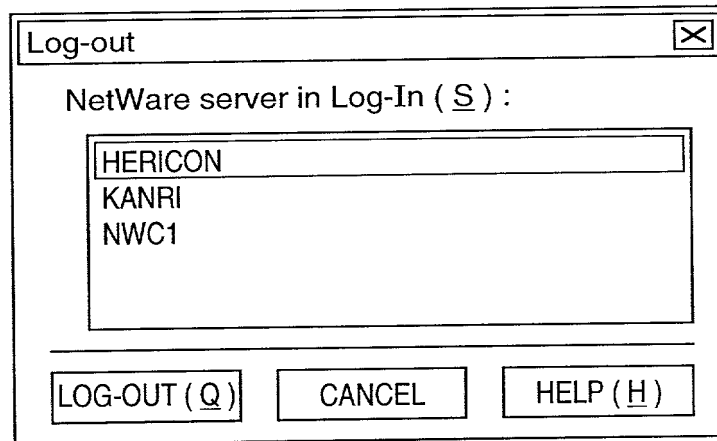 Log-out
NetWare server in Log-In ( S ) :
HERICON
KANRI
NWC1
LOG-OUT ( Q ) CANCEL HELP ( H )